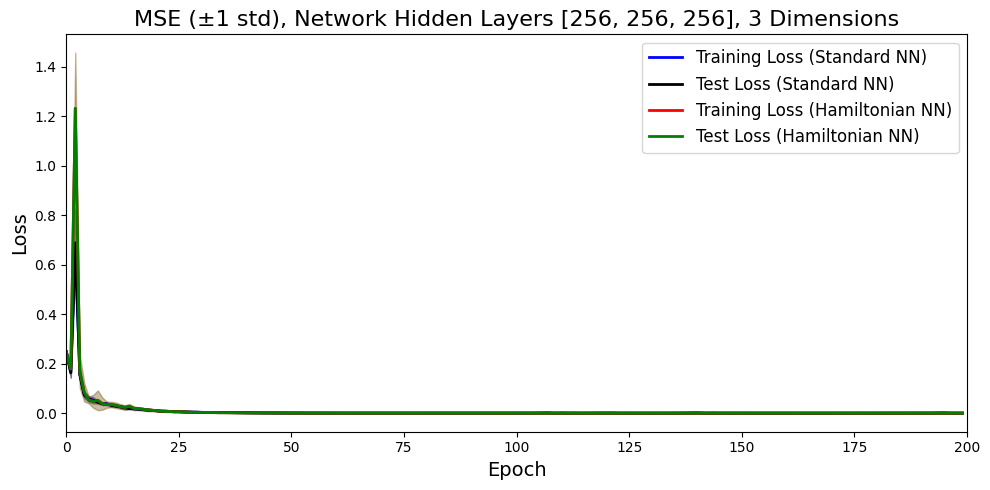 MSE (±1 std), Network Hidden Layers [256, 256, 256], 3 Dimensions
Training Loss (Standard NN)
Test Loss (Standard NN)
Training Loss (Hamiltonian NN)
Test Loss (Hamiltonian NN)
Loss
1.4
1.2
1.0
0.8
0.6
0.4
0.2
0.0
0
25
50
75
100
125
150
175
200
Epoch